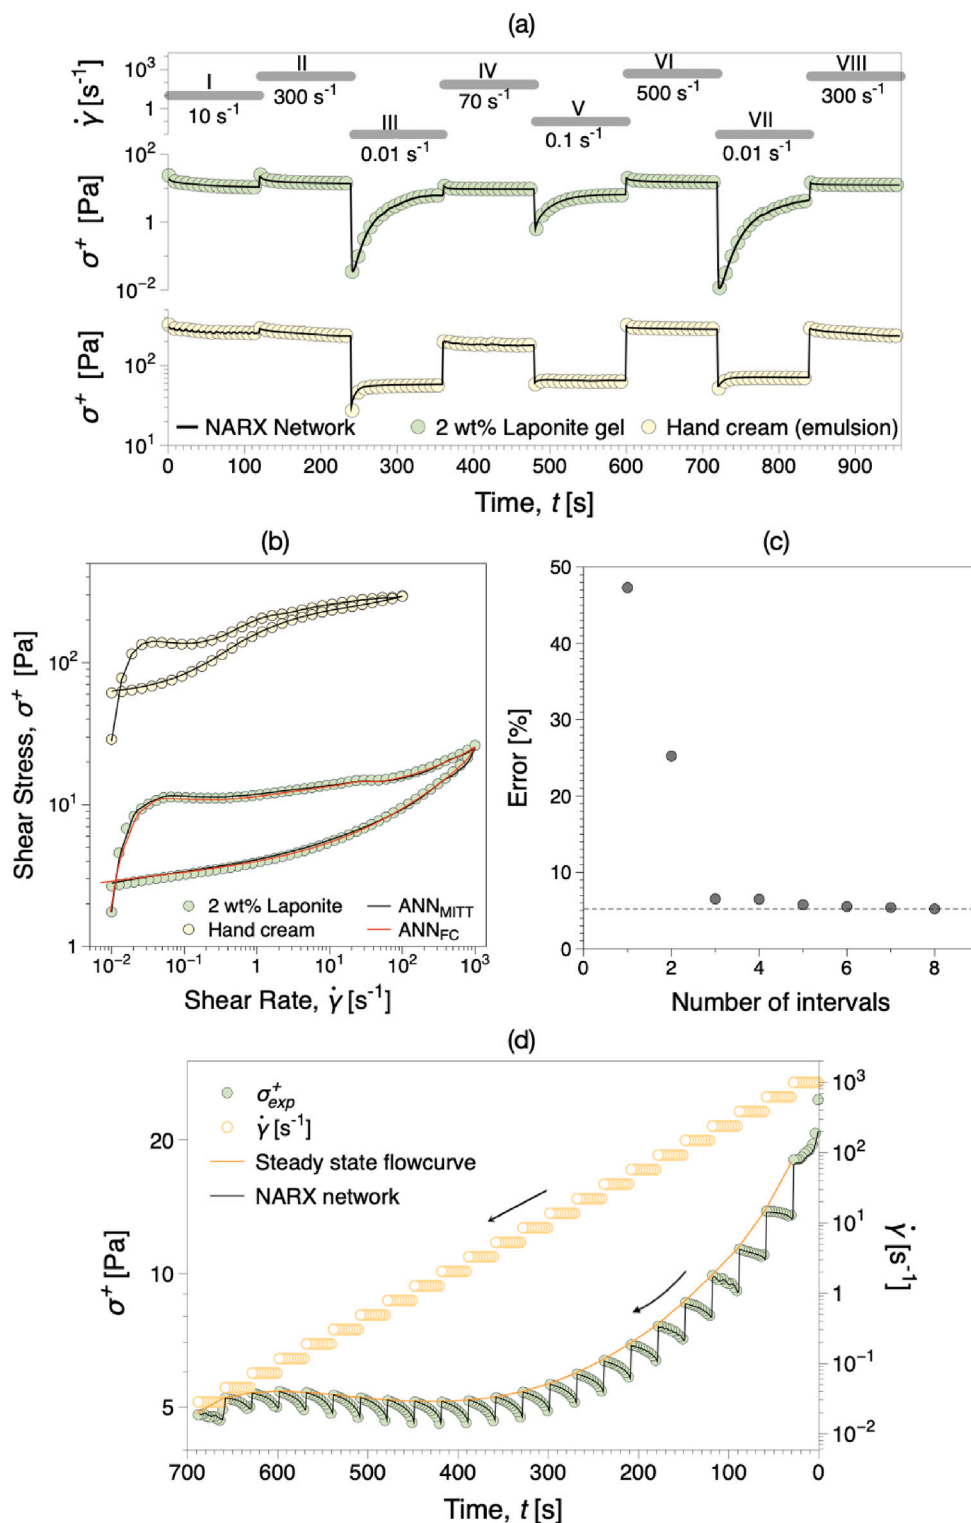 (a)
10³
1
γ̇ [s⁻¹]
I
10 s⁻¹
II
300 s⁻¹
III
0.01 s⁻¹
IV
70 s⁻¹
V
0.1 s⁻¹
VI
500 s⁻¹
VII
0.01 s⁻¹
VIII
300 s⁻¹
10²
1
10⁻²
σ⁺ [Pa]
10²
10¹
σ⁺ [Pa]
NARX Network 2 wt% Laponite gel Hand cream (emulsion)
0 100 200 300 400 500 600 700 800 900
Time, t [s]
(b)
Shear Stress, σ⁺ [Pa]
10²
10
1
2 wt% Laponite ANN_MITT
Hand cream ANN_FC
10⁻² 10⁻¹ 1 10¹ 10² 10³
Shear Rate, γ̇ [s⁻¹]
(c)
Error [%]
50
40
30
20
10
0
0 2 4 6 8
Number of intervals
(d)
σ⁺exp
γ̇ [s⁻¹]
Steady state flowcurve
NARX network
σ⁺ [Pa]
20
10
5
10³
10²
10¹
1
10⁻¹
10⁻²
γ̇ [s⁻¹]
700 600 500 400 300 200 100 0
Time, t [s]